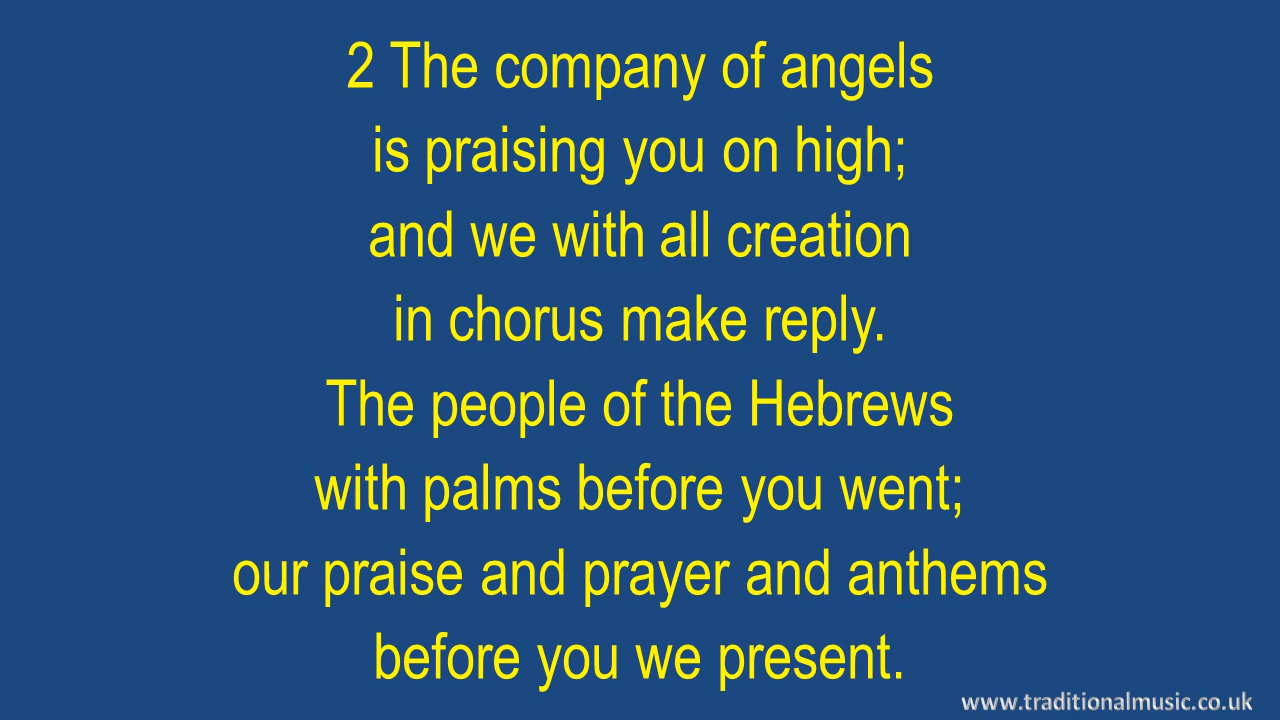 2 The company of angels
is praising you on high;
and we with all creation
in chorus make reply.
The people of the Hebrews
with palms before you went;
our praise and prayer and anthems
before you we present.
www.traditionalmusic.co.uk